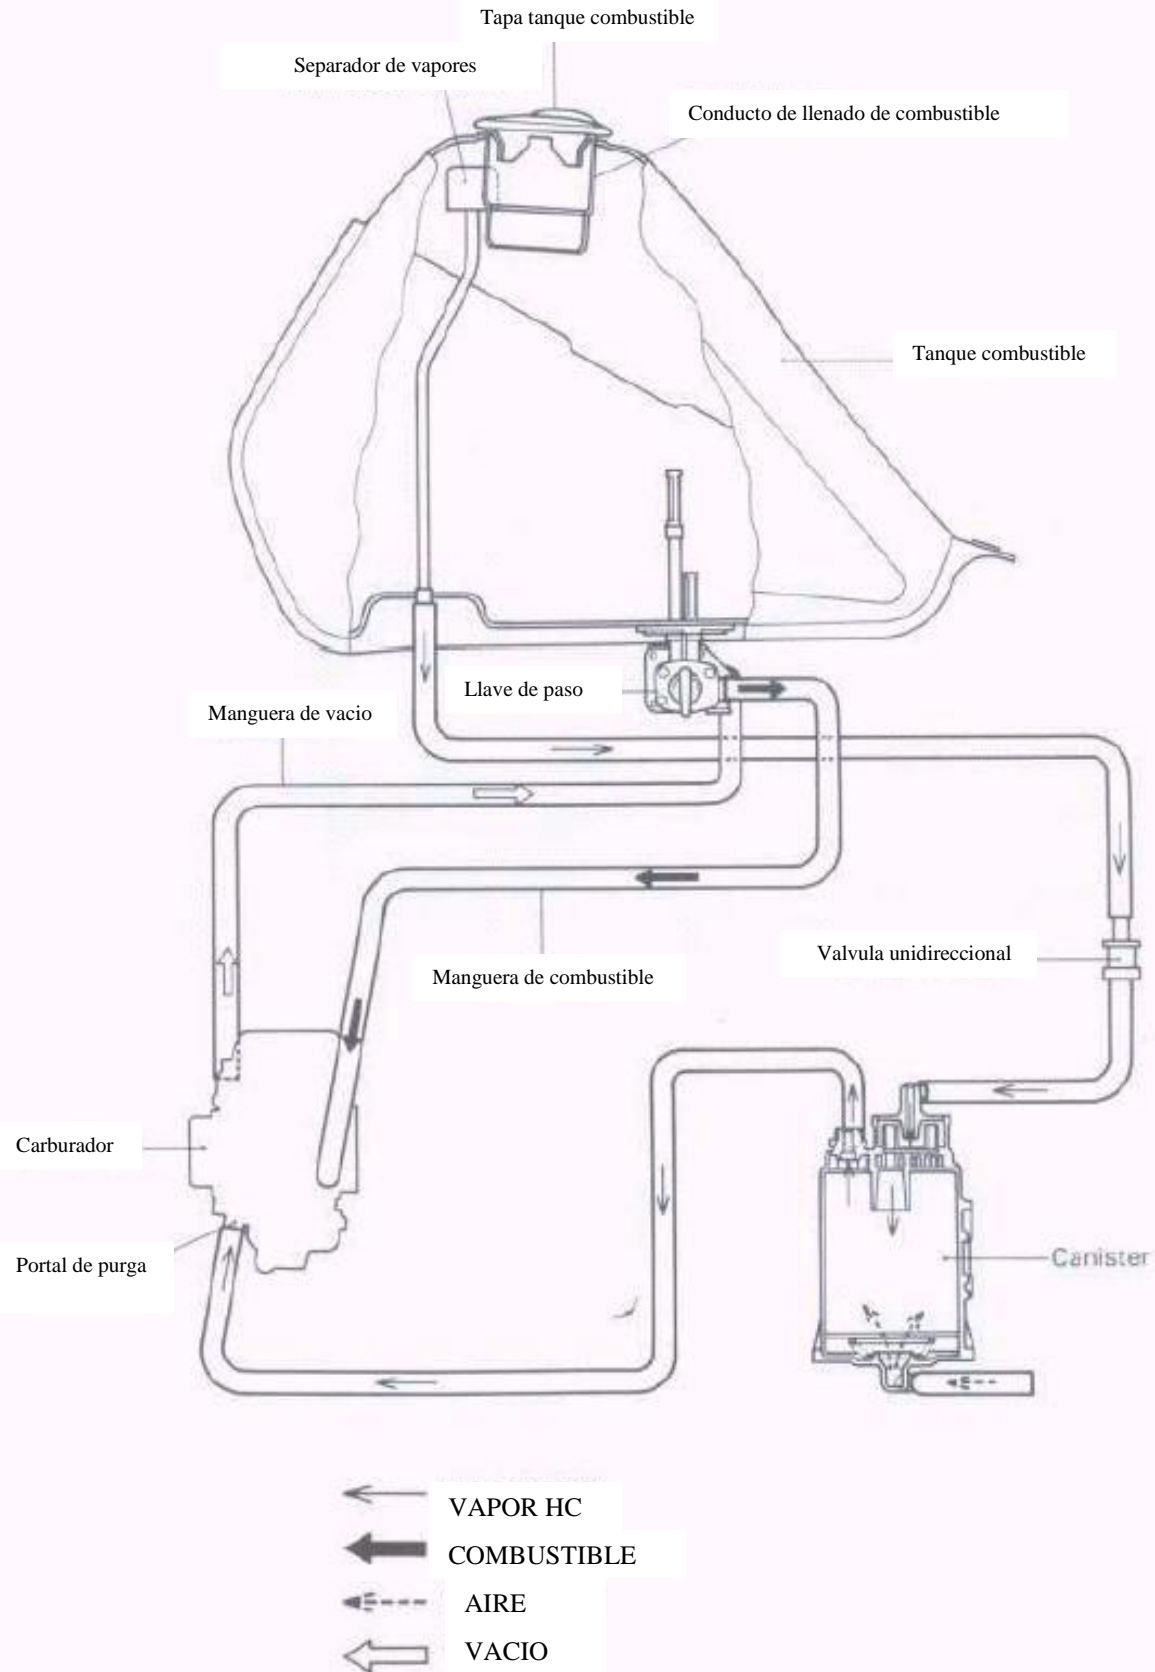 Tapa tanque combustible
Separador de vapores
Conducto de llenado de combustible
Tanque combustible
Llave de paso
Manguera de vacio
Valvula unidireccional
Manguera de combustible
Carburador
Portal de purga
Canister
VAPOR HC
COMBUSTIBLE
AIRE
VACIO